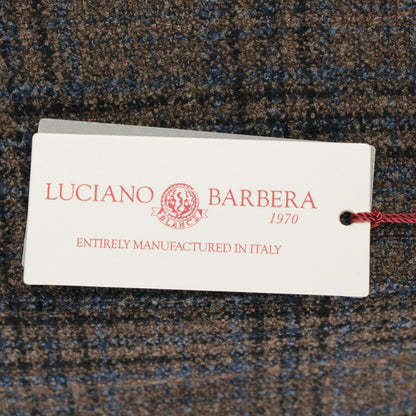 LUCIANO BARBERA
1970
ENTIRELY MANUFACTURED IN ITALY